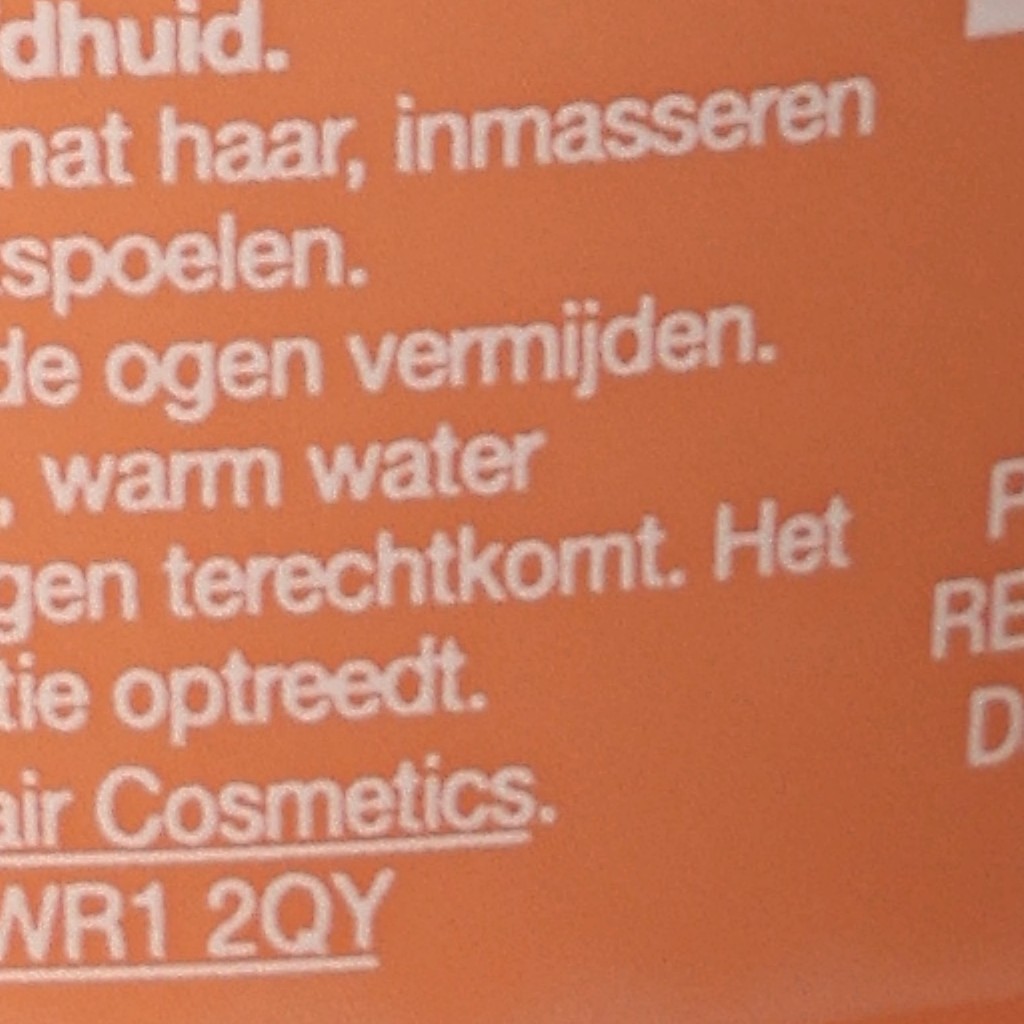 dhuid.
nat haar, inmasseren
spoelen.
de ogen vermijden.
, warm water
gen terechtkomt. Het
tie optreedt.
air Cosmetics.
WR1 2QY
RE
D